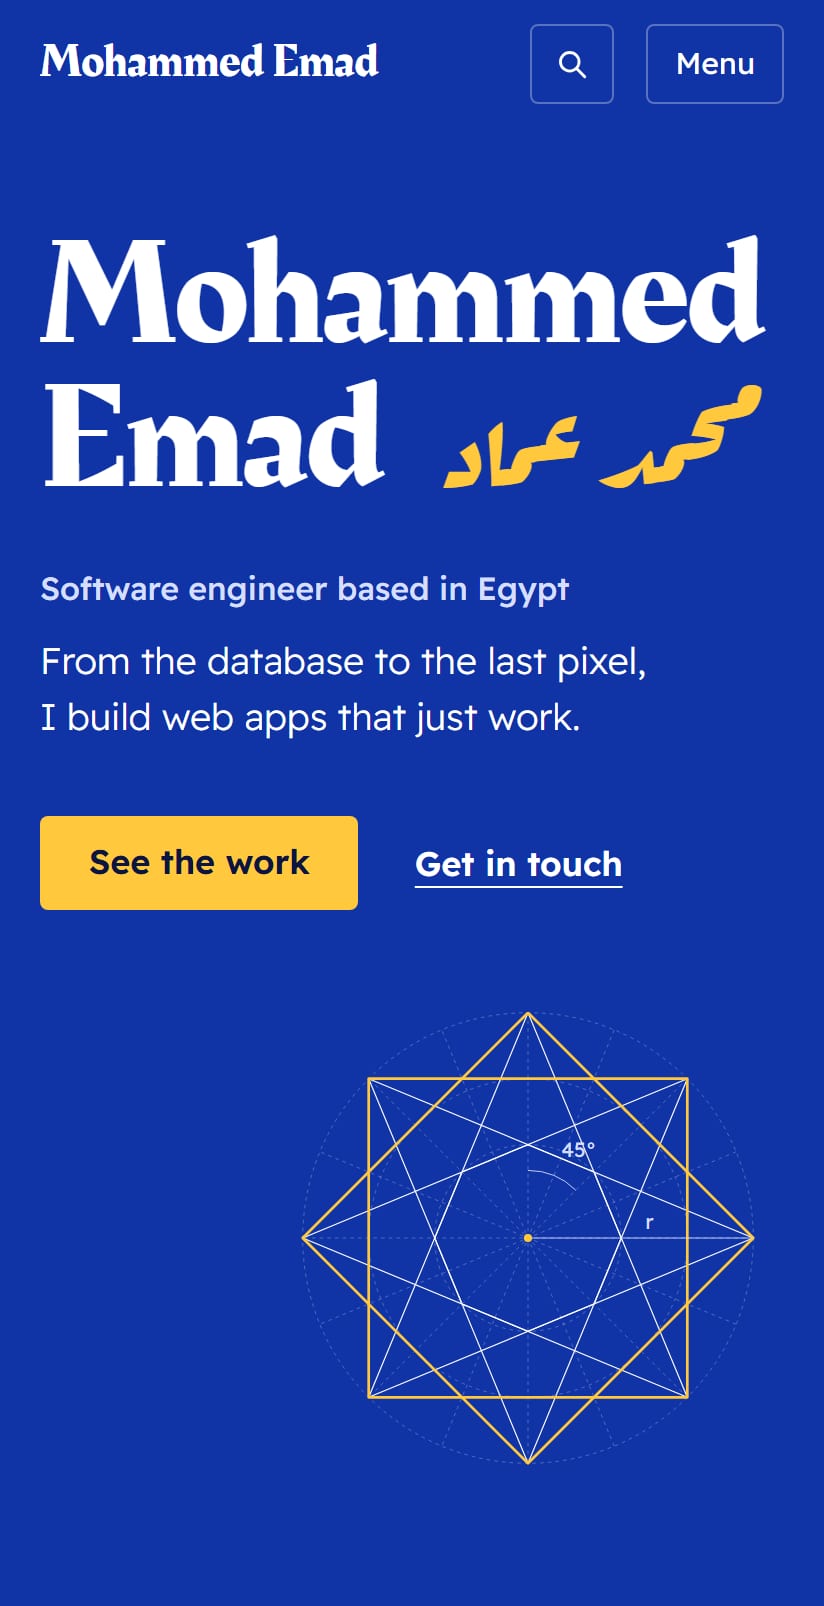 Mohammed Emad
Menu
Mohammed
Emad محمد عماد
Software engineer based in Egypt
From the database to the last pixel,
I build web apps that just work.
See the work
Get in touch
45°
r